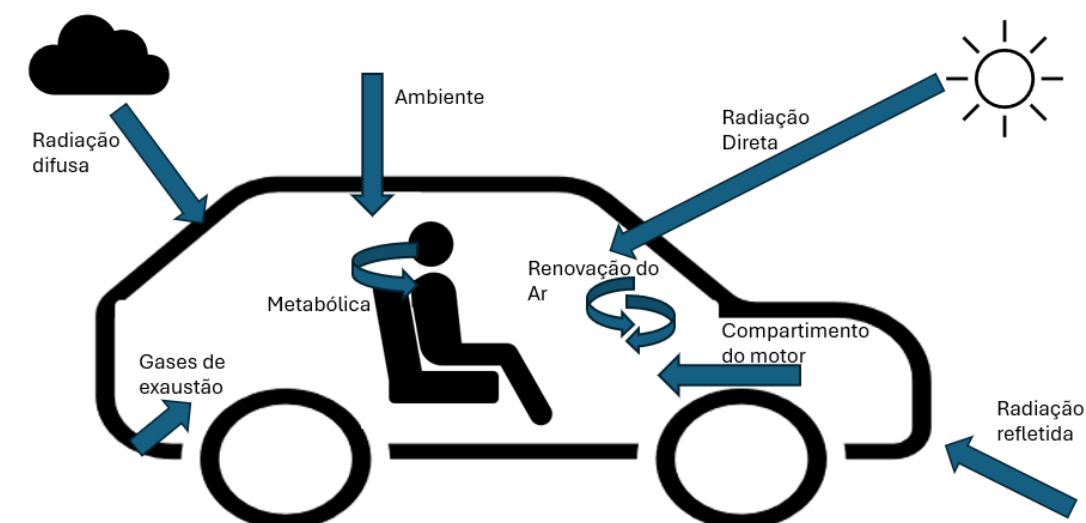 Ambiente
Radiação
Direta
Radiação
difusa
Renovação do
Ar
Metabólica
Compartimento
do motor
Gases de
exaustão
Radiação
refletida